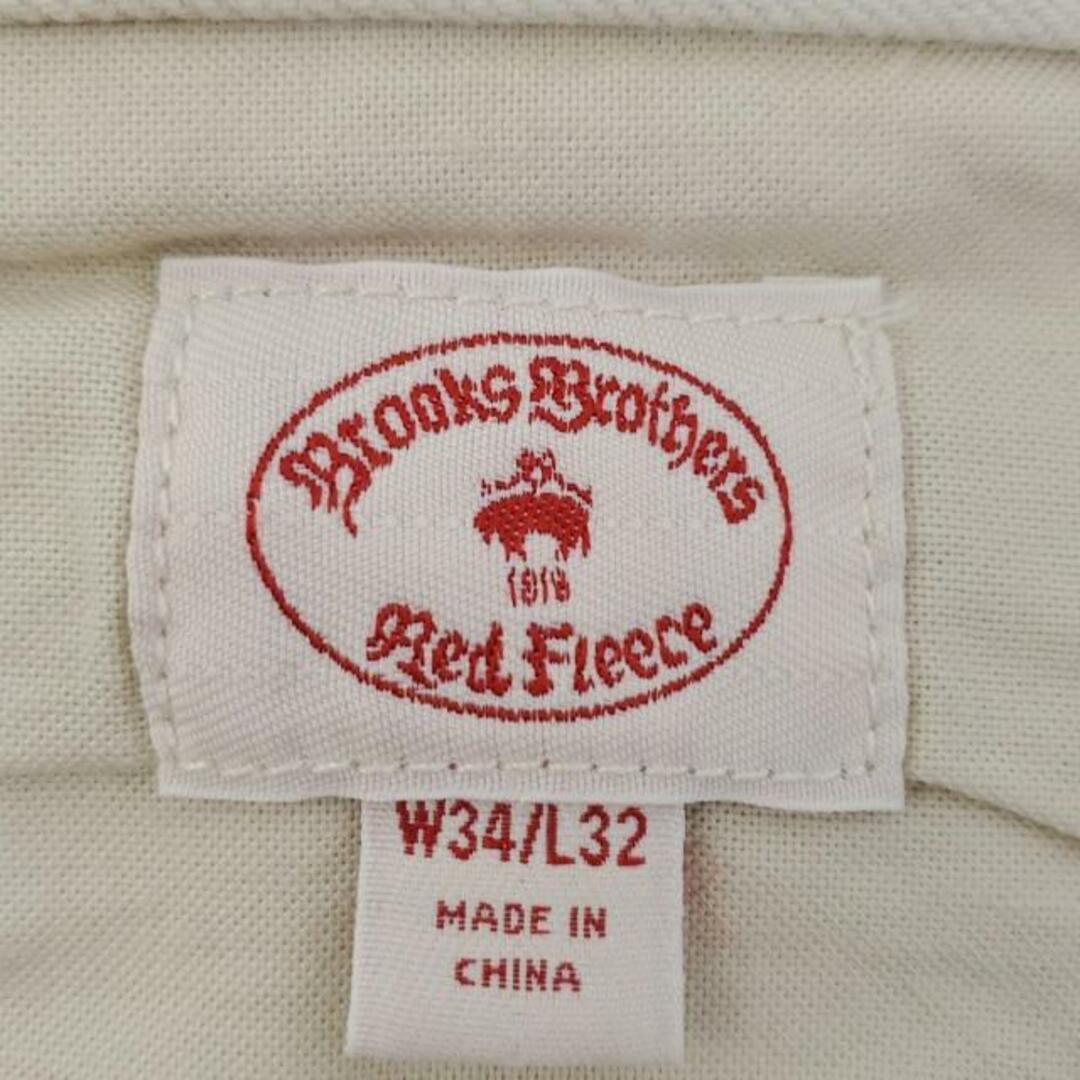 Brooks Brothers
1818
Red Fleece
W34/L32
MADE IN
CHINA